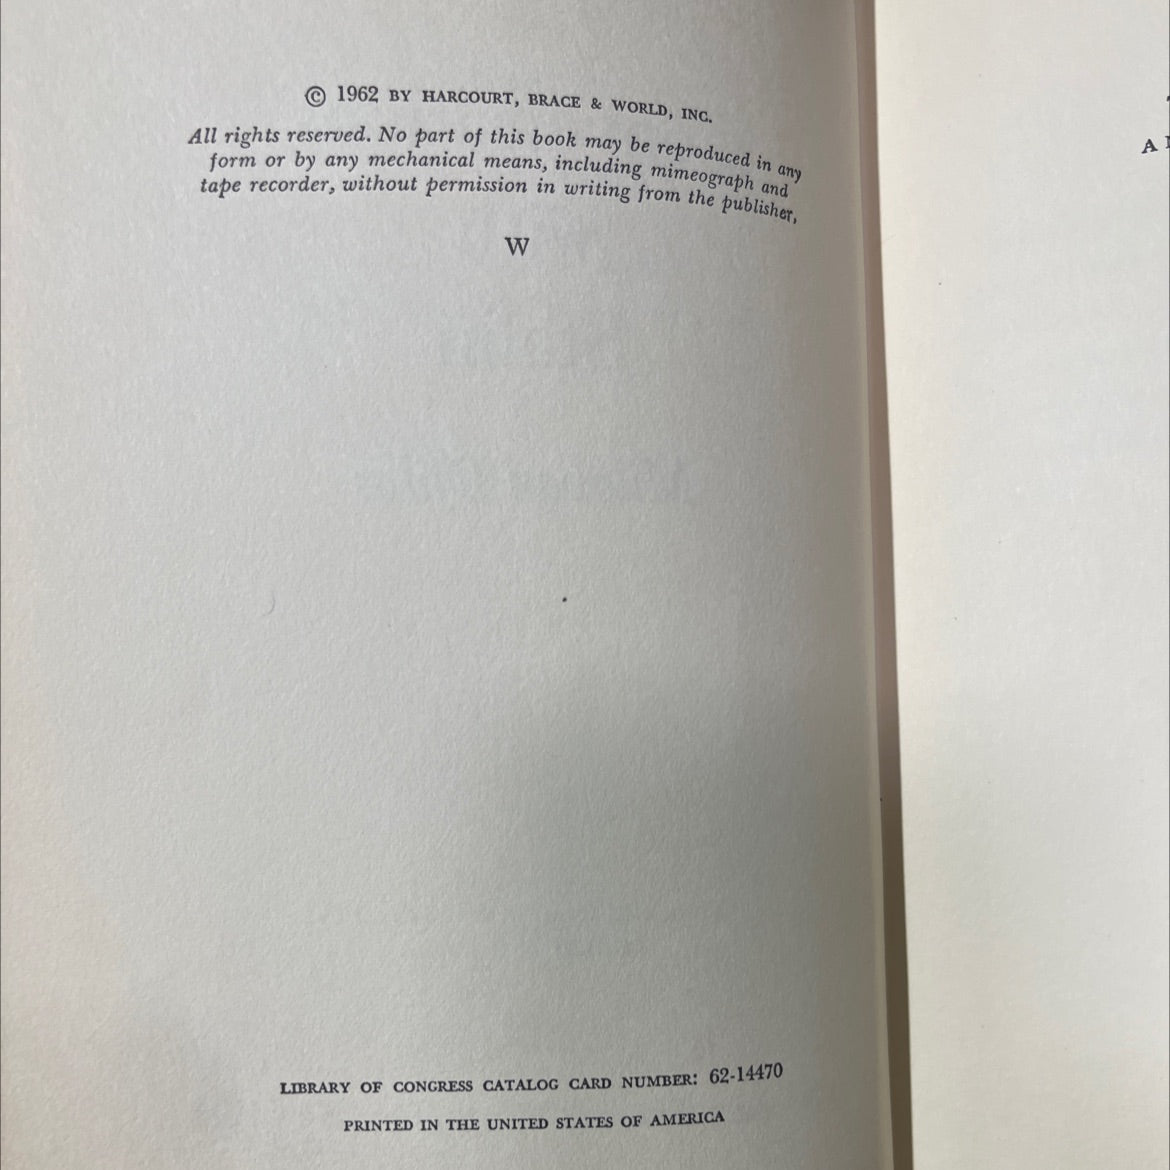 © 1962 BY HARCOURT, BRACE & WORLD, INC.
All rights reserved. No part of this book may be reproduced in any
form or by any mechanical means, including mimeograph and
tape recorder, without permission in writing from the publisher,
W
LIBRARY OF CONGRESS CATALOG CARD NUMBER: 62-14470
PRINTED IN THE UNITED STATES OF AMERICA
A